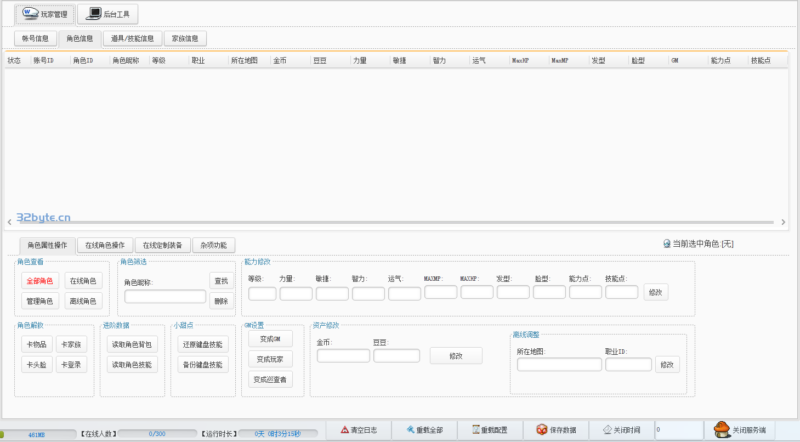 玩家管理 后台工具
帐号信息 角色信息 道具/技能信息 家族信息
状态 账号ID 角色ID 角色昵称 等级 职业 所在地图 金币 豆豆 力量 敏捷 智力 运气 MaxHP MaxMP 发型 脸型 GM 能力点 技能点
32byte.cn
角色属性操作 在线角色操作 在线定制装备 杂项功能 当前选中角色:[无]
角色查看 角色筛选 能力修改
全部角色 在线角色 角色昵称: 查找 等级: 力量: 敏捷: 智力: 运气: MAXMP: MAXHP: 发型: 脸型: 能力点: 技能点:
管理角色 离线角色 删除 修改
角色解救 进阶数据 小甜点 GM设置 资产修改
卡物品 卡家族 读取角色背包 还原键盘技能 变成GM 金币: 豆豆: 离线调整
卡头脸 卡登录 读取角色技能 备份键盘技能 变成玩家 修改 所在地图: 职业ID: 修改
变成巡查者
461MB 【在线人数】 0/300 【运行时长】 0天 0时3分15秒 清空日志 重载全部 重载配置 保存数据 关闭时间 0 关闭服务端